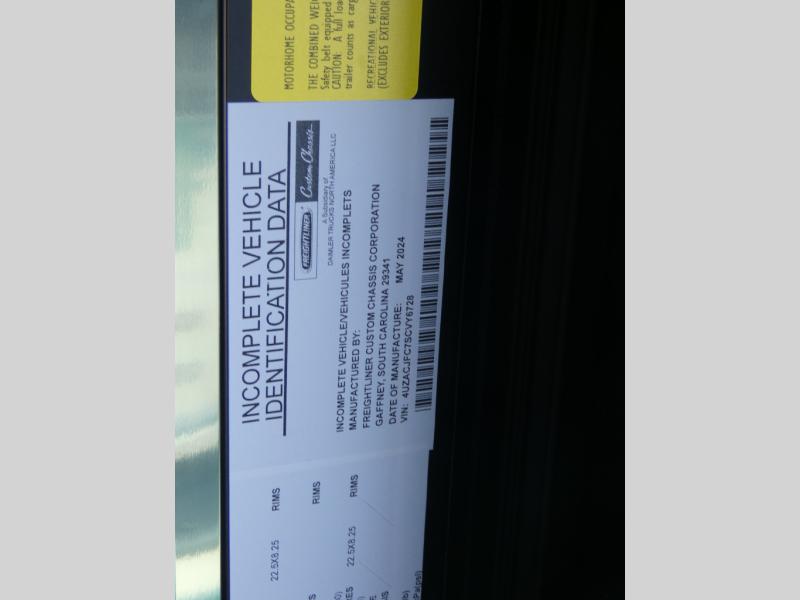 INCOMPLETE VEHICLE
IDENTIFICATION DATA
FREIGHTLINER Custom Chassis
A Subsidiary of
DAIMLER TRUCKS NORTH AMERICA LLC
INCOMPLETE VEHICLE/VEHICULES INCOMPLETS
MANUFACTURED BY:
FREIGHTLINER CUSTOM CHASSIS CORPORATION
GAFFNEY, SOUTH CAROLINA 29341
DATE OF MANUFACTURE: MAY 2024
VIN: 4UZACJFC7SCVY6728
MOTORHOME OCCUPA
THE COMBINED WEI
Safety belt equipped
CAUTION: A full loa
trailer counts as carg
RECREATIONAL VEHIC
(EXCLUDES EXTERIOR
22.5X8.25 RIMS
RIMS
22.5X8.25 RIMS